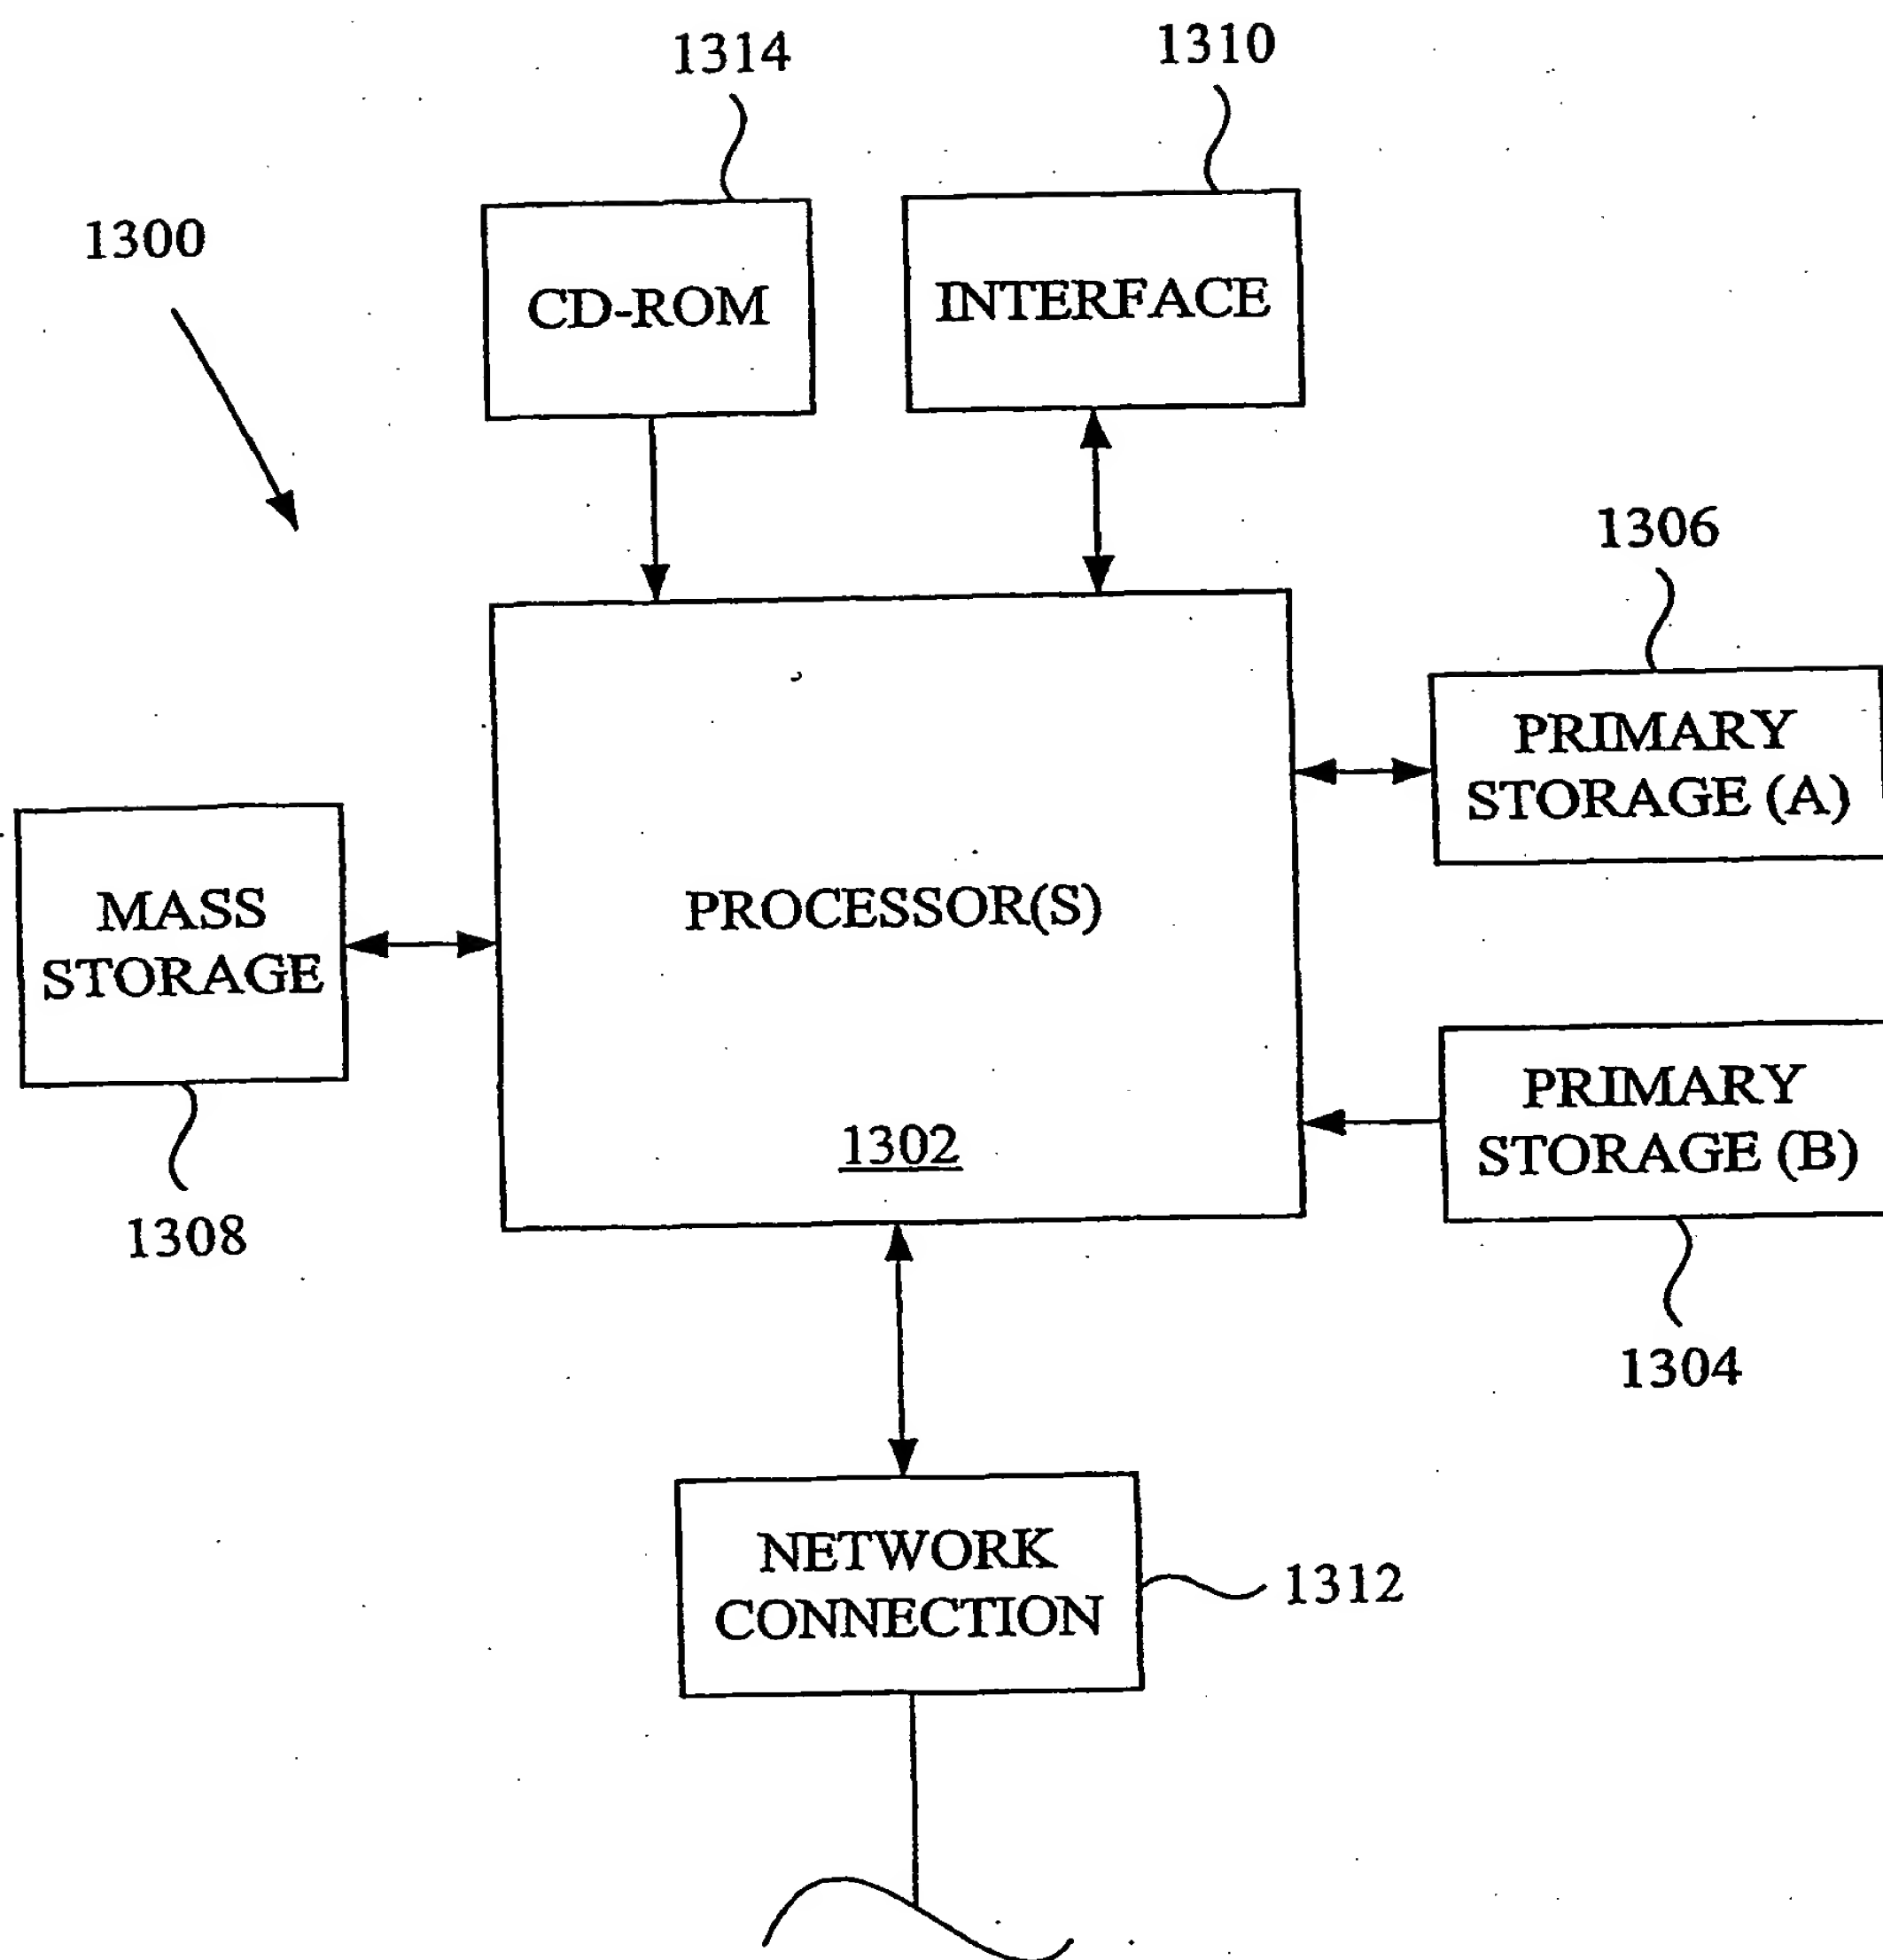 1314
1310
1300
CD-ROM
INTERFACE
1306
PRIMARY
STORAGE (A)
MASS
STORAGE
PROCESSOR(S)
1302
PRIMARY
STORAGE (B)
1308
1304
NETWORK
CONNECTION
1312